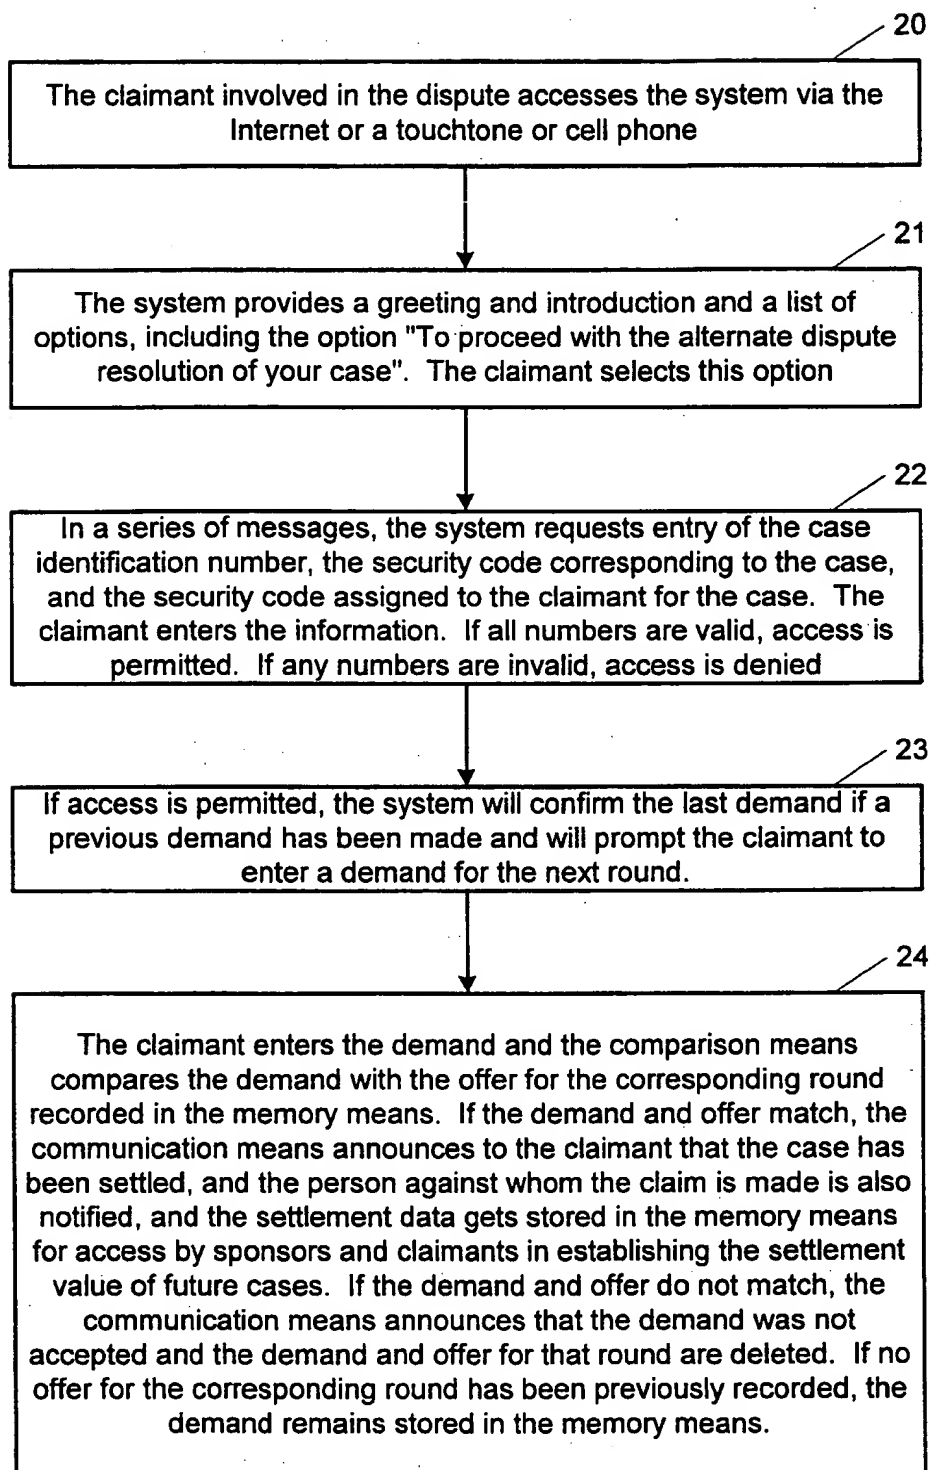 20
The claimant involved in the dispute accesses the system via the
Internet or a touchtone or cell phone
21
The system provides a greeting and introduction and a list of
options, including the option "To proceed with the alternate dispute
resolution of your case". The claimant selects this option
22
In a series of messages, the system requests entry of the case
identification number, the security code corresponding to the case,
and the security code assigned to the claimant for the case. The
claimant enters the information. If all numbers are valid, access is
permitted. If any numbers are invalid, access is denied
23
If access is permitted, the system will confirm the last demand if a
previous demand has been made and will prompt the claimant to
enter a demand for the next round.
24
The claimant enters the demand and the comparison means
compares the demand with the offer for the corresponding round
recorded in the memory means. If the demand and offer match, the
communication means announces to the claimant that the case has
been settled, and the person against whom the claim is made is also
notified, and the settlement data gets stored in the memory means
for access by sponsors and claimants in establishing the settlement
value of future cases. If the demand and offer do not match, the
communication means announces that the demand was not
accepted and the demand and offer for that round are deleted. If no
offer for the corresponding round has been previously recorded, the
demand remains stored in the memory means.